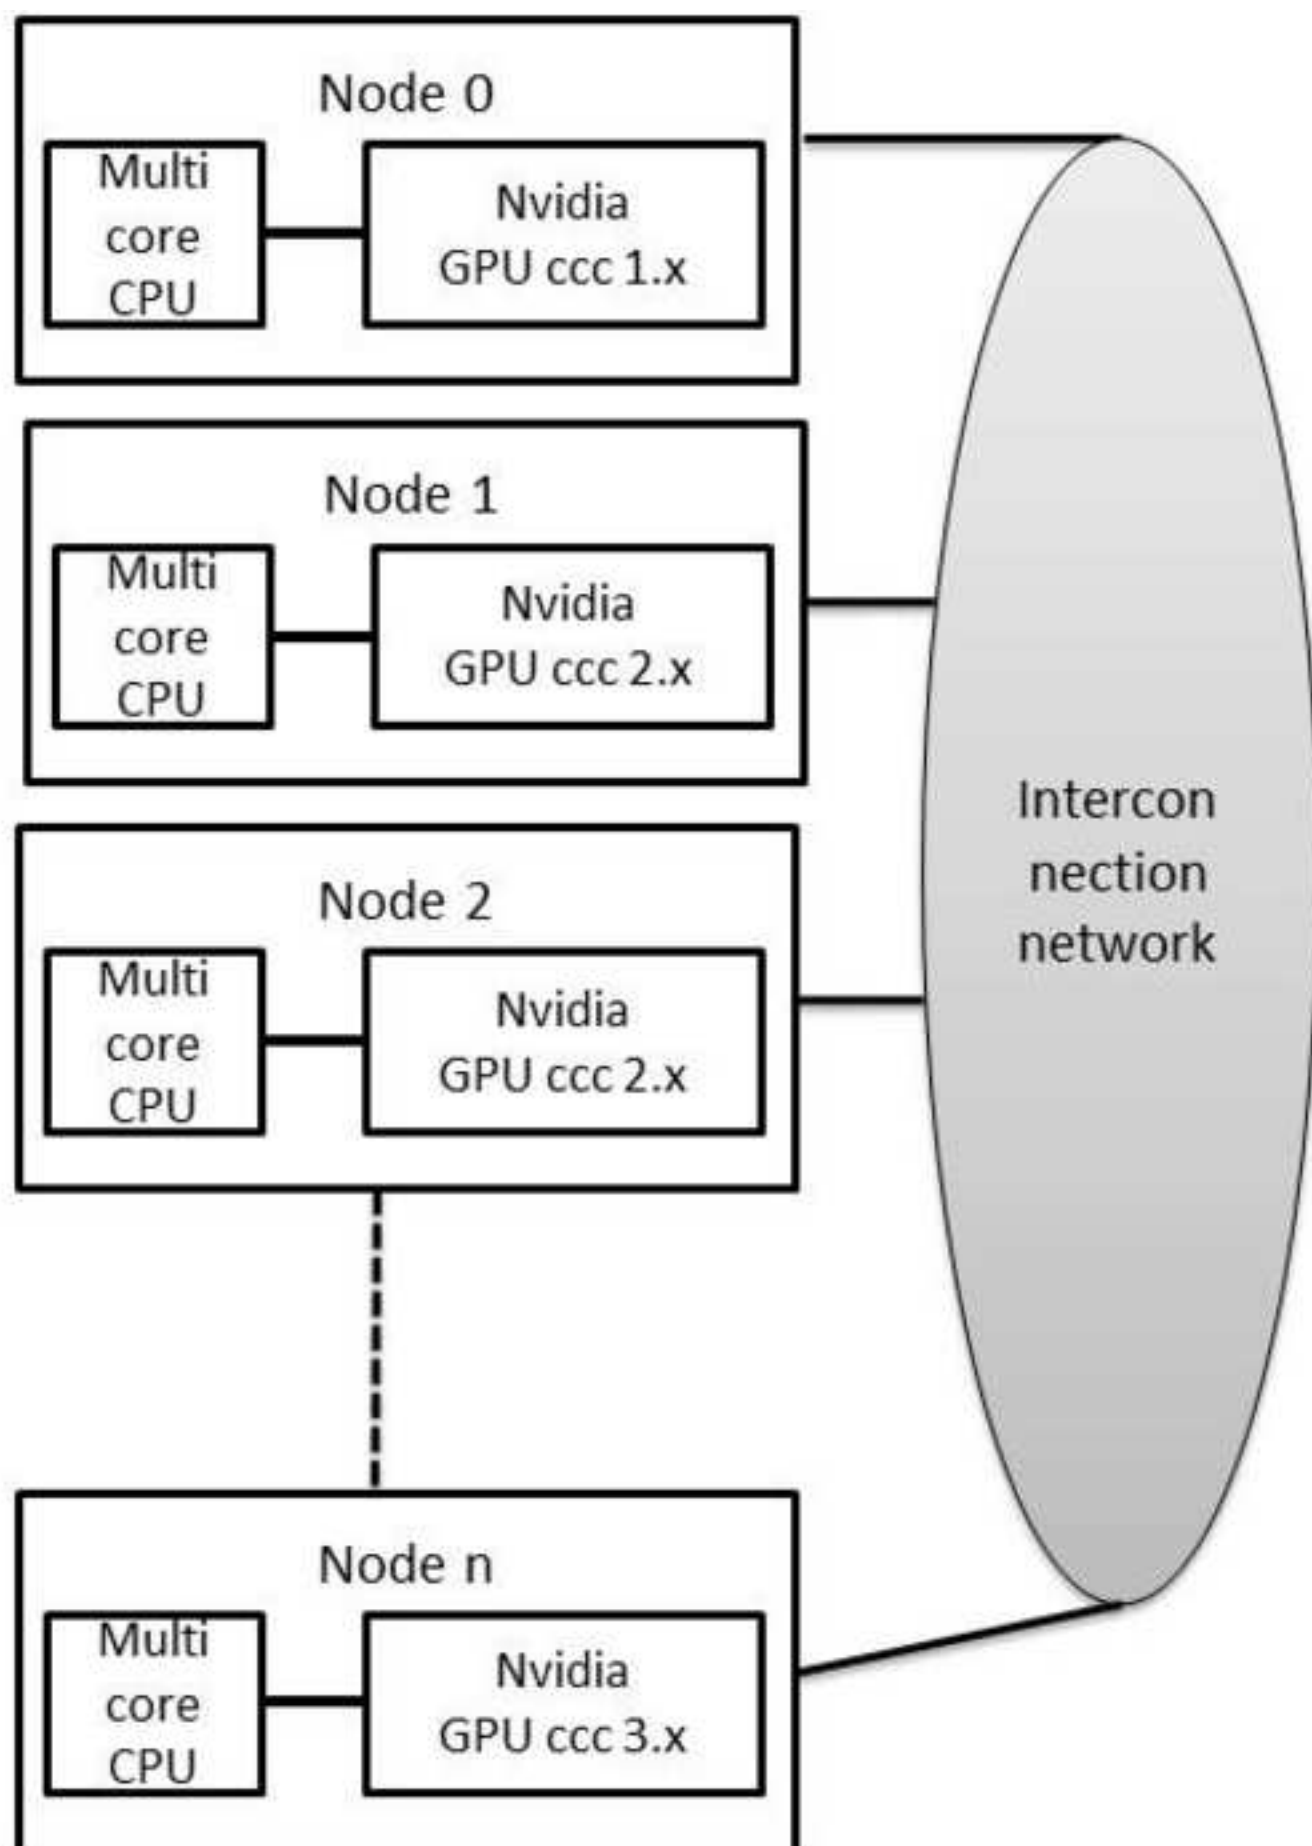 Node 0
Multi
core
CPU
Nvidia
GPU ccc 1.x
Node 1
Multi
core
CPU
Nvidia
GPU ccc 2.x
Node 2
Multi
core
CPU
Nvidia
GPU ccc 2.x
Node n
Multi
core
CPU
Nvidia
GPU ccc 3.x
Intercon
nection
network